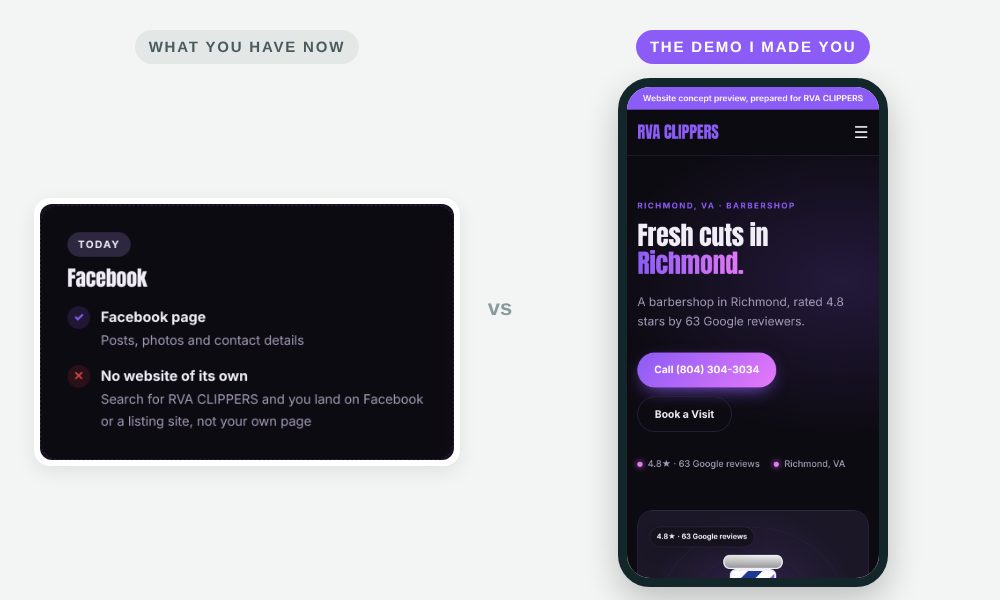 WHAT YOU HAVE NOW
THE DEMO I MADE YOU
TODAY
Facebook
Facebook page
Posts, photos and contact details
No website of its own
Search for RVA CLIPPERS and you land on Facebook
or a listing site, not your own page
vs
Website concept preview, prepared for RVA CLIPPERS
RVA CLIPPERS
RICHMOND, VA · BARBERSHOP
Fresh cuts in
Richmond.
A barbershop in Richmond, rated 4.8
stars by 63 Google reviewers.
Call (804) 304-3034
Book a Visit
4.8★ · 63 Google reviews
Richmond, VA
4.8★ · 63 Google reviews